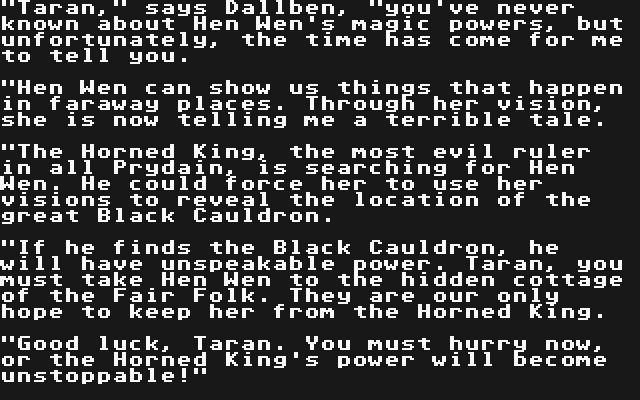 "Taran," says Dallben, "you've never
known about Hen Wen's magic powers, but
unfortunately, the time has come for me
to tell you.

"Hen Wen can show us things that happen
in faraway places. Through her vision,
she is now telling me a terrible tale.

"The Horned King, the most evil ruler
in all Prydain, is searching for Hen
Wen. He could force her to use her
visions to reveal the location of the
great Black Cauldron.

"If he finds the Black Cauldron, he
will have unspeakable power. Taran, you
must take Hen Wen to the hidden cottage
of the Fair Folk. They are our only
hope to keep her from the Horned King.

"Good luck, Taran. You must hurry now,
or the Horned King's power will become
unstoppable!"